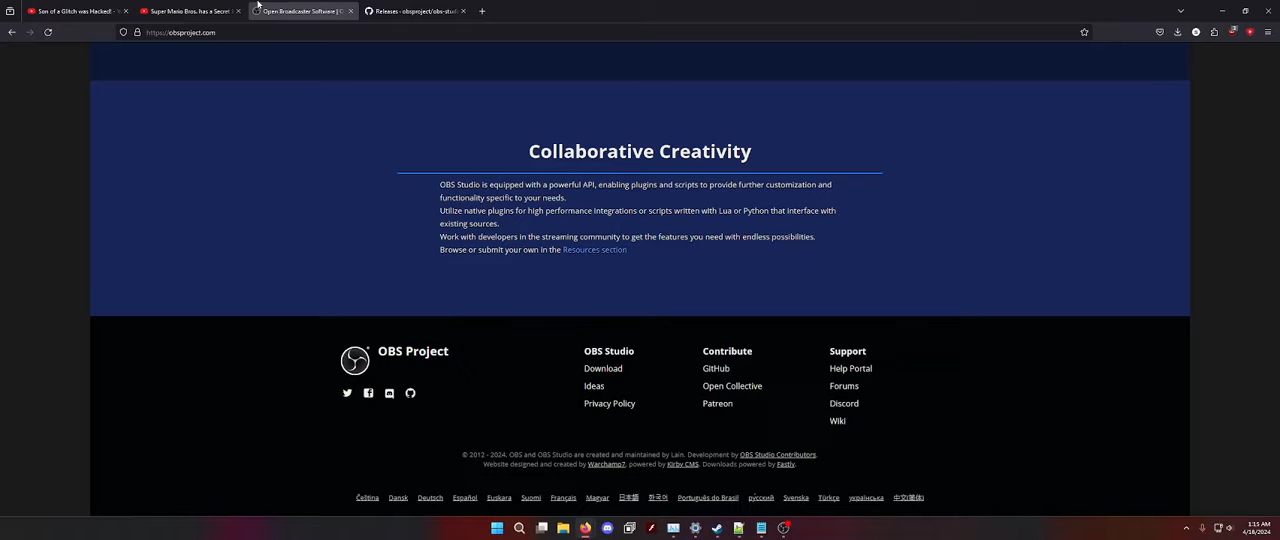 Son of a Glitch was Hacked! - Y
Super Mario Bros. has a Secret
Open Broadcaster Software | O
Releases · obsproject/obs-stud
https://obsproject.com
Collaborative Creativity
OBS Studio is equipped with a powerful API, enabling plugins and scripts to provide further customization and
functionality specific to your needs.
Utilize native plugins for high performance integrations or scripts written with Lua or Python that interface with
existing sources.
Work with developers in the streaming community to get the features you need with endless possibilities.
Browse or submit your own in the Resources section
OBS Project
OBS Studio
Download
Ideas
Privacy Policy
Contribute
GitHub
Open Collective
Patreon
Support
Help Portal
Forums
Discord
Wiki
© 2012 - 2024. OBS and OBS Studio are created and maintained by Lain. Development by OBS Studio Contributors.
Website designed and created by Warchamp7, powered by Kirby CMS. Downloads powered by Fastly.
Čeština Dansk Deutsch Español Euskara Suomi Français Magyar 日本語 한국어 Português do Brasil русский Svenska Türkçe українська 中文(简体)
1:15 AM
4/18/2024